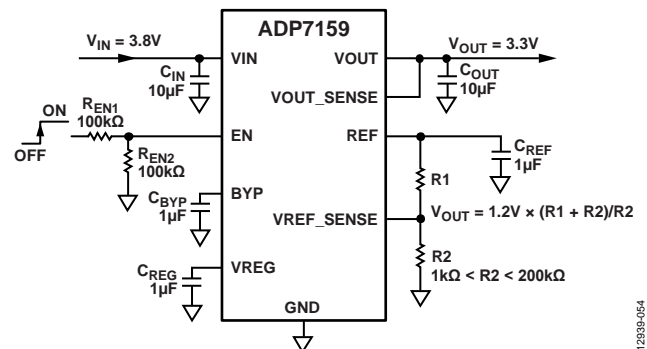 ADP7159
VIN = 3.8V
VIN
CIN
10µF
VOUT
VOUT = 3.3V
COUT
10µF
VOUT_SENSE
ON
OFF
REN1
100kΩ
EN
REN2
100kΩ
REF
CREF
1µF
R1
BYP
CBYP
1µF
VREF_SENSE
VOUT = 1.2V × (R1 + R2)/R2
R2
1kΩ < R2 < 200kΩ
VREG
CREG
1µF
GND
12939-054